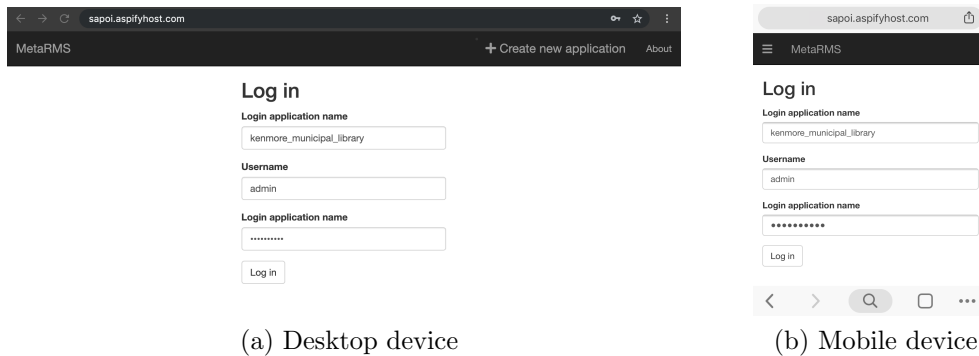 sapoi.aspifyhost.com
MetaRMS
Create new application About
Log in
Login application name
kenmore_municipal_library
Username
admin
Login application name
••••••••••
Log in
(a) Desktop device
sapoi.aspifyhost.com
MetaRMS
Log in
Login application name
kenmore_municipal_library
Username
admin
Login application name
••••••••••
Log in
(b) Mobile device